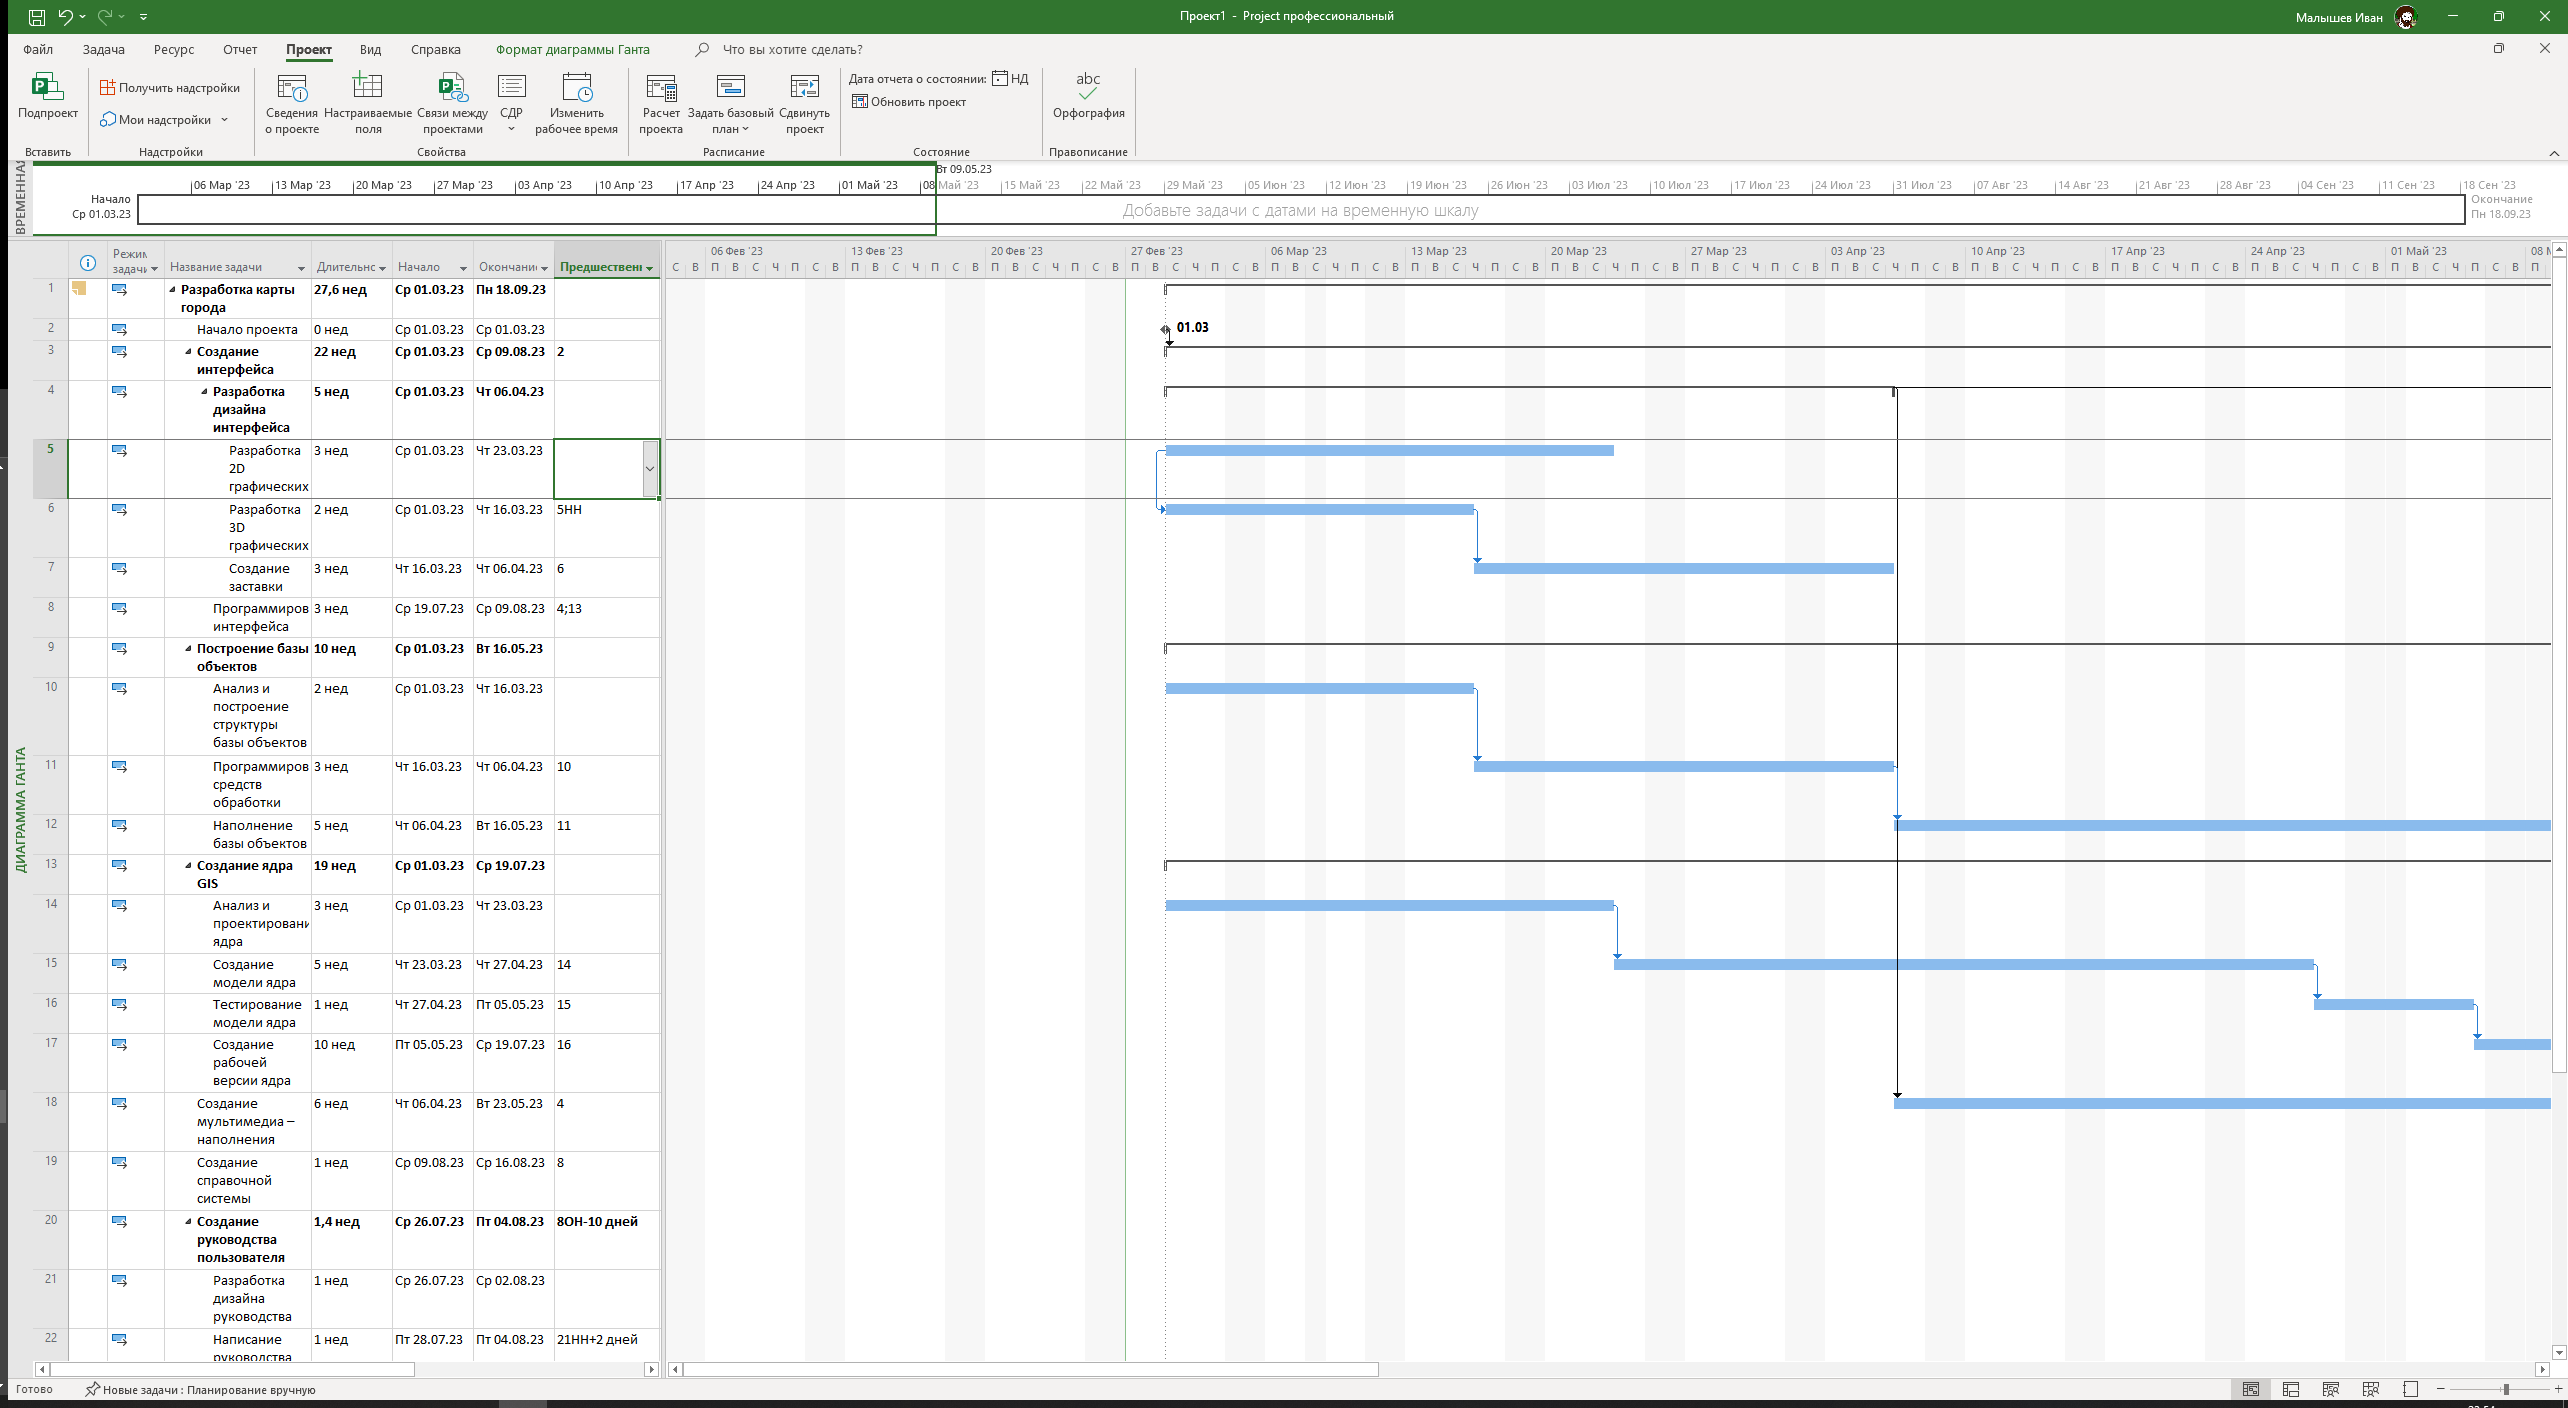 Проект1 - Project профессиональный
Малышев Иван
Файл Задача Ресурс Отчет Проект Вид Справка Формат диаграммы Ганта Что вы хотите сделать?
Подпроект
Вставить
Получить надстройки
Мои надстройки
Надстройки
Сведения о проекте
Настраиваемые поля
Связи между проектами
СДР
Изменить рабочее время
Свойства
Расчет проекта
Задать базовый план
Сдвинуть проект
Расписание
Дата отчета о состоянии: НД
Обновить проект
Состояние
abc
Орфография
Правописание
Вт 09.05.23
06 Мар '23 13 Мар '23 20 Мар '23 27 Мар '23 03 Апр '23 10 Апр '23 17 Апр '23 24 Апр '23 01 Май '23 08 Май '23 15 Май '23 22 Май '23 29 Май '23 05 Июн '23 12 Июн '23 19 Июн '23 26 Июн '23 03 Июл '23 10 Июл '23 17 Июл '23 24 Июл '23 31 Июл '23 07 Авг '23 14 Авг '23 21 Авг '23 28 Авг '23 04 Сен '23 11 Сен '23 18 Сен '23
Начало
Ср 01.03.23
Добавьте задачи с датами на временную шкалу
Окончание
Пн 18.09.23
ВРЕМЕННАЯ
ДИАГРАММА ГАНТА
Режим задачи Название задачи Длительнс Начало Окончани Предшествен
06 Фев '23 13 Фев '23 20 Фев '23 27 Фев '23 06 Мар '23 13 Мар '23 20 Мар '23 27 Мар '23 03 Апр '23 10 Апр '23 17 Апр '23 24 Апр '23 01 Май '23 08
С В П В С Ч П С В П В С Ч П С В П В С Ч П С В П В С Ч П С В П В С Ч П С В П В С Ч П С В П В С Ч П С В П В С Ч П С В П В С Ч П С В П В С Ч П С В П В С Ч П С В П В С Ч П С В П В С Ч П С В П
1 Разработка карты города 27,6 нед Ср 01.03.23 Пн 18.09.23
2 Начало проекта 0 нед Ср 01.03.23 Ср 01.03.23
01.03
3 Создание интерфейса 22 нед Ср 01.03.23 Ср 09.08.23 2
4 Разработка дизайна интерфейса 5 нед Ср 01.03.23 Чт 06.04.23
5 Разработка 2D графических 3 нед Ср 01.03.23 Чт 23.03.23
6 Разработка 3D графических 2 нед Ср 01.03.23 Чт 16.03.23 5НН
7 Создание заставки 3 нед Чт 16.03.23 Чт 06.04.23 6
8 Программиров интерфейса 3 нед Ср 19.07.23 Ср 09.08.23 4;13
9 Построение базы объектов 10 нед Ср 01.03.23 Вт 16.05.23
10 Анализ и построение структуры базы объектов 2 нед Ср 01.03.23 Чт 16.03.23
11 Программиров средств обработки 3 нед Чт 16.03.23 Чт 06.04.23 10
12 Наполнение базы объектов 5 нед Чт 06.04.23 Вт 16.05.23 11
13 Создание ядра GIS 19 нед Ср 01.03.23 Ср 19.07.23
14 Анализ и проектировани ядра 3 нед Ср 01.03.23 Чт 23.03.23
15 Создание модели ядра 5 нед Чт 23.03.23 Чт 27.04.23 14
16 Тестирование модели ядра 1 нед Чт 27.04.23 Пт 05.05.23 15
17 Создание рабочей версии ядра 10 нед Пт 05.05.23 Ср 19.07.23 16
18 Создание мультимедиа – наполнения 6 нед Чт 06.04.23 Вт 23.05.23 4
19 Создание справочной системы 1 нед Ср 09.08.23 Ср 16.08.23 8
20 Создание руководства пользователя 1,4 нед Ср 26.07.23 Пт 04.08.23 8ОН-10 дней
21 Разработка дизайна руководства 1 нед Ср 26.07.23 Ср 02.08.23
22 Написание руководства 1 нед Пт 28.07.23 Пт 04.08.23 21НН+2 дней
Готово Новые задачи : Планирование вручную